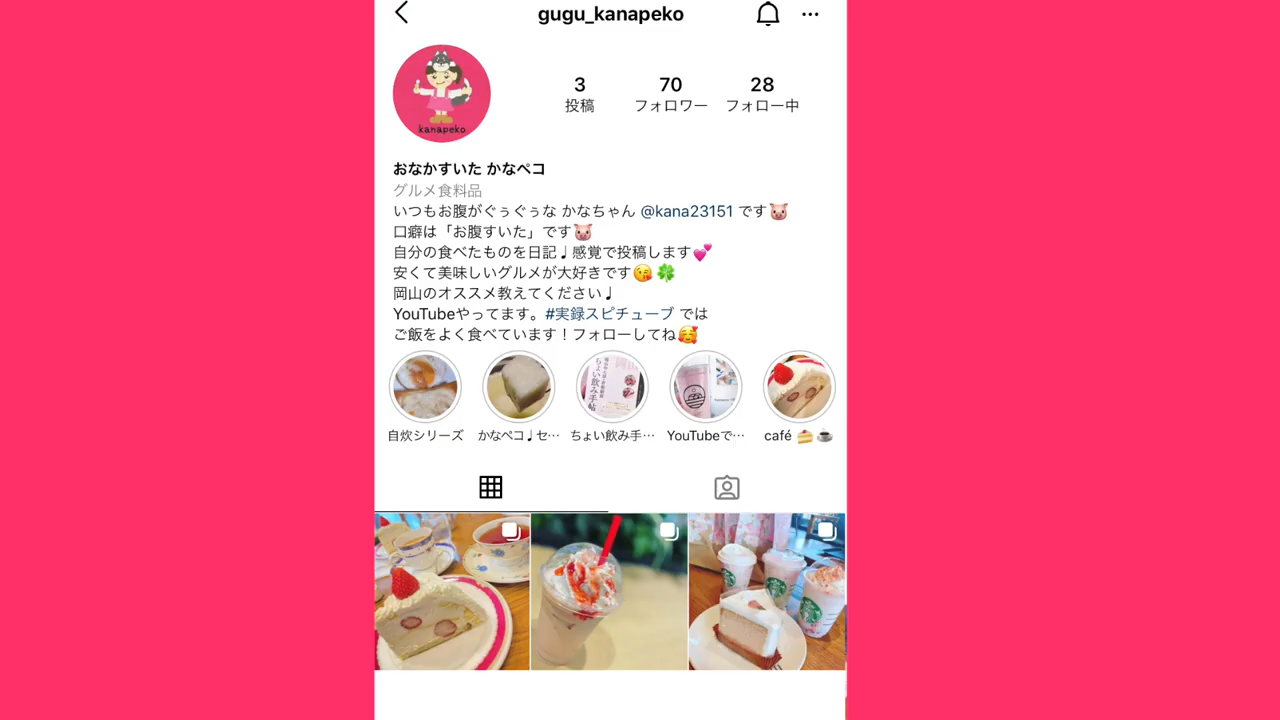 gugu_kanapeko
3 70 28
投稿 フォロワー フォロー中
kanapeko
おなかすいた かなペコ
グルメ食料品
いつもお腹がぐぅぐぅな かなちゃん @kana23151 です🐷
口癖は「お腹すいた」です🐷
自分の食べたものを日記♩感覚で投稿します💕
安くて美味しいグルメが大好きです😘🍀
岡山のオススメ教えてください♩
YouTubeやってます。#実録スピチューブ では
ご飯をよく食べています！フォローしてね🥰
ちょい飲み手帖
自炊シリーズ かなペコ♩セ… ちょい飲み手… YouTubeで… café 🍰☕